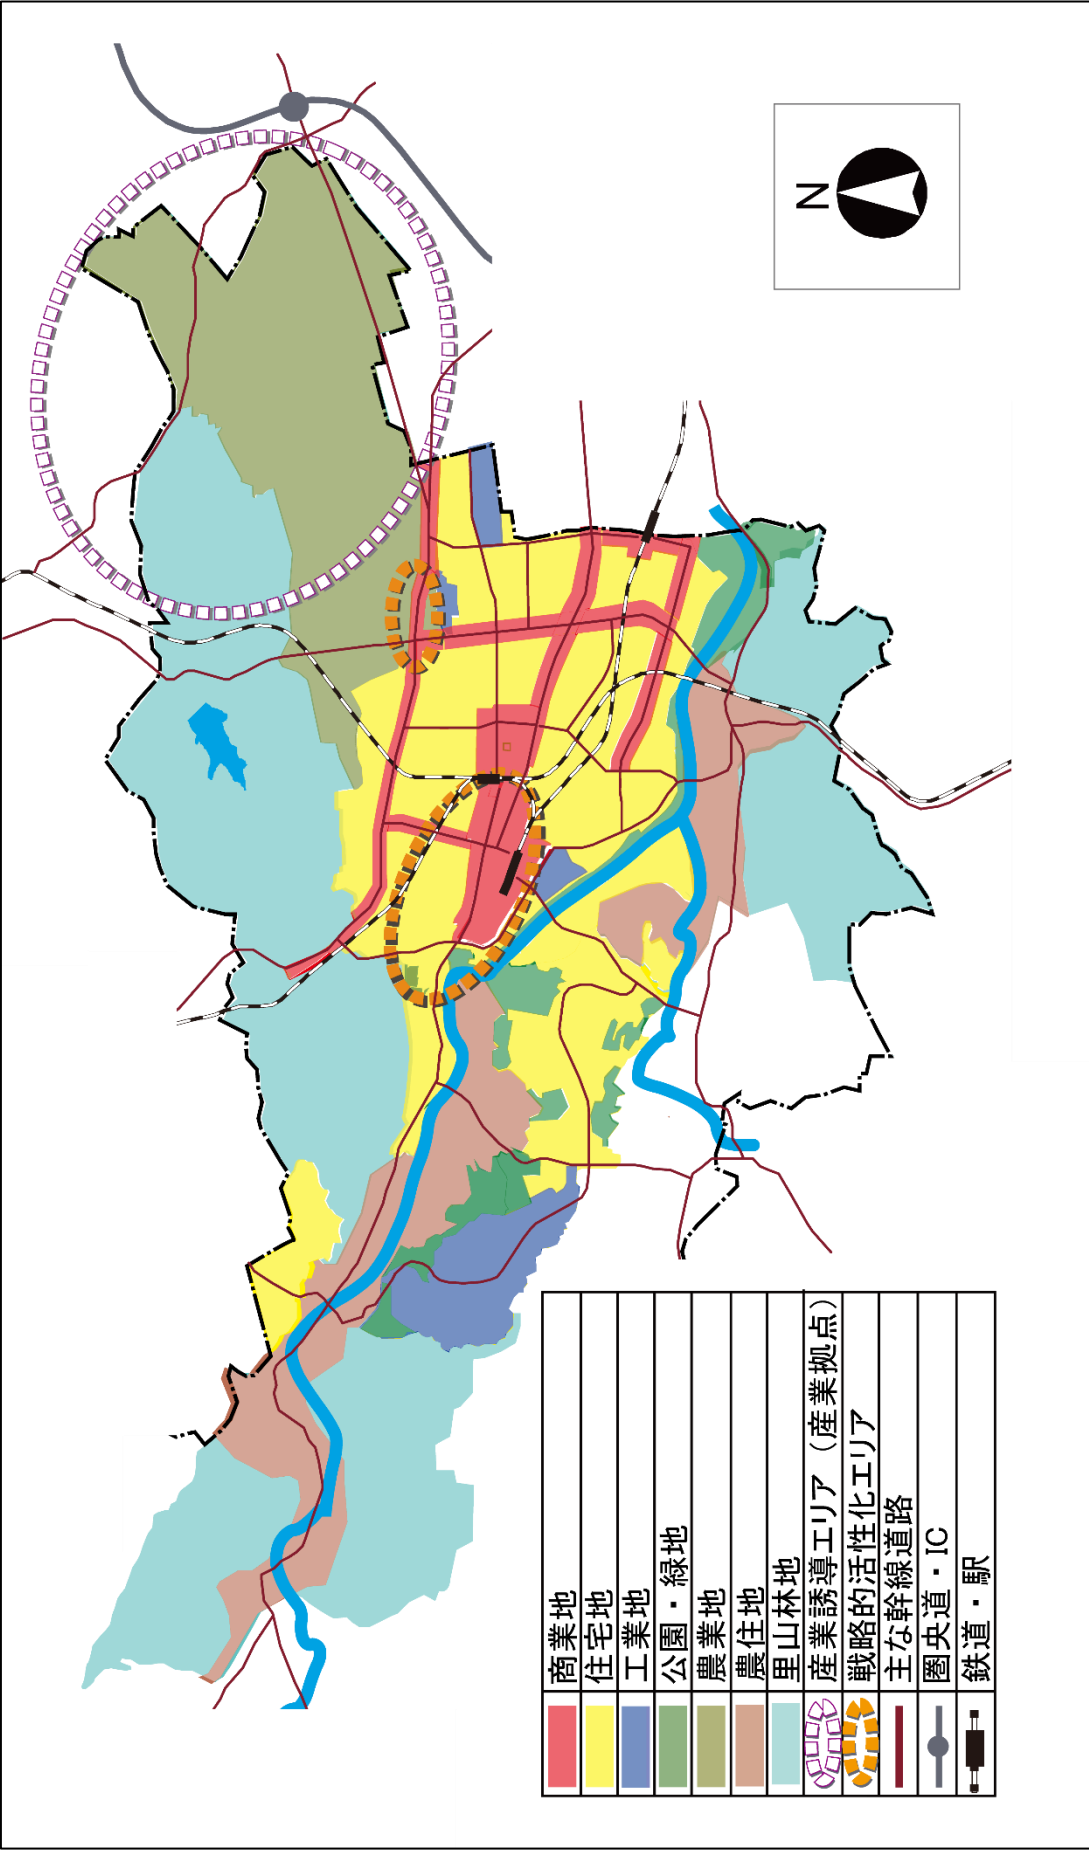 N
商業地
住宅地
工業地
公園・緑地
農業地
農住地
里山林地
産業誘導エリア（産業拠点）
戦略的活性化エリア
主な幹線道路
圏央道・IC
鉄道・駅